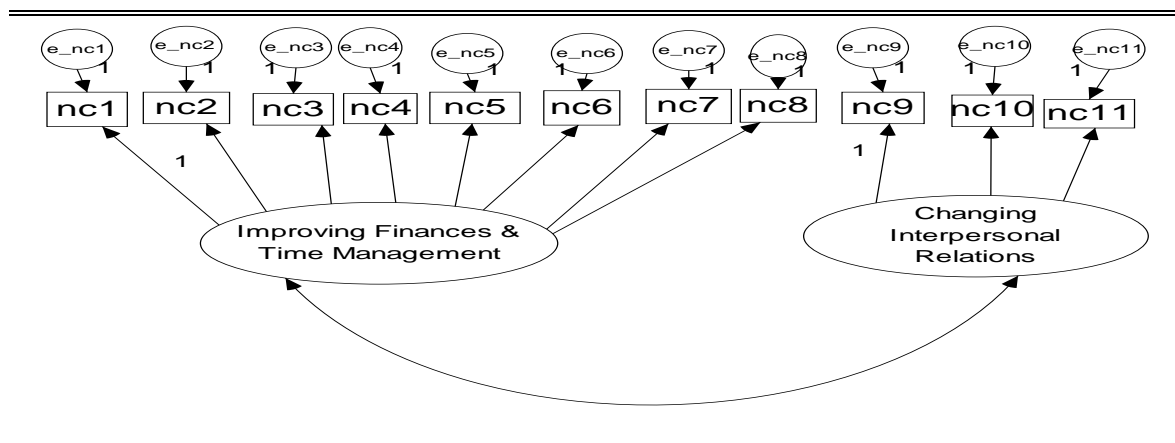 e_nc1 e_nc2 e_nc3 e_nc4 e_nc5 e_nc6 e_nc7 e_nc8 e_nc9 e_nc10 e_nc11
1 1 1 1 1 1 1 1 1 1 1
nc1 nc2 nc3 nc4 nc5 nc6 nc7 nc8 nc9 nc10 nc11
1 1
Improving Finances &
Time Management
Changing
Interpersonal
Relations